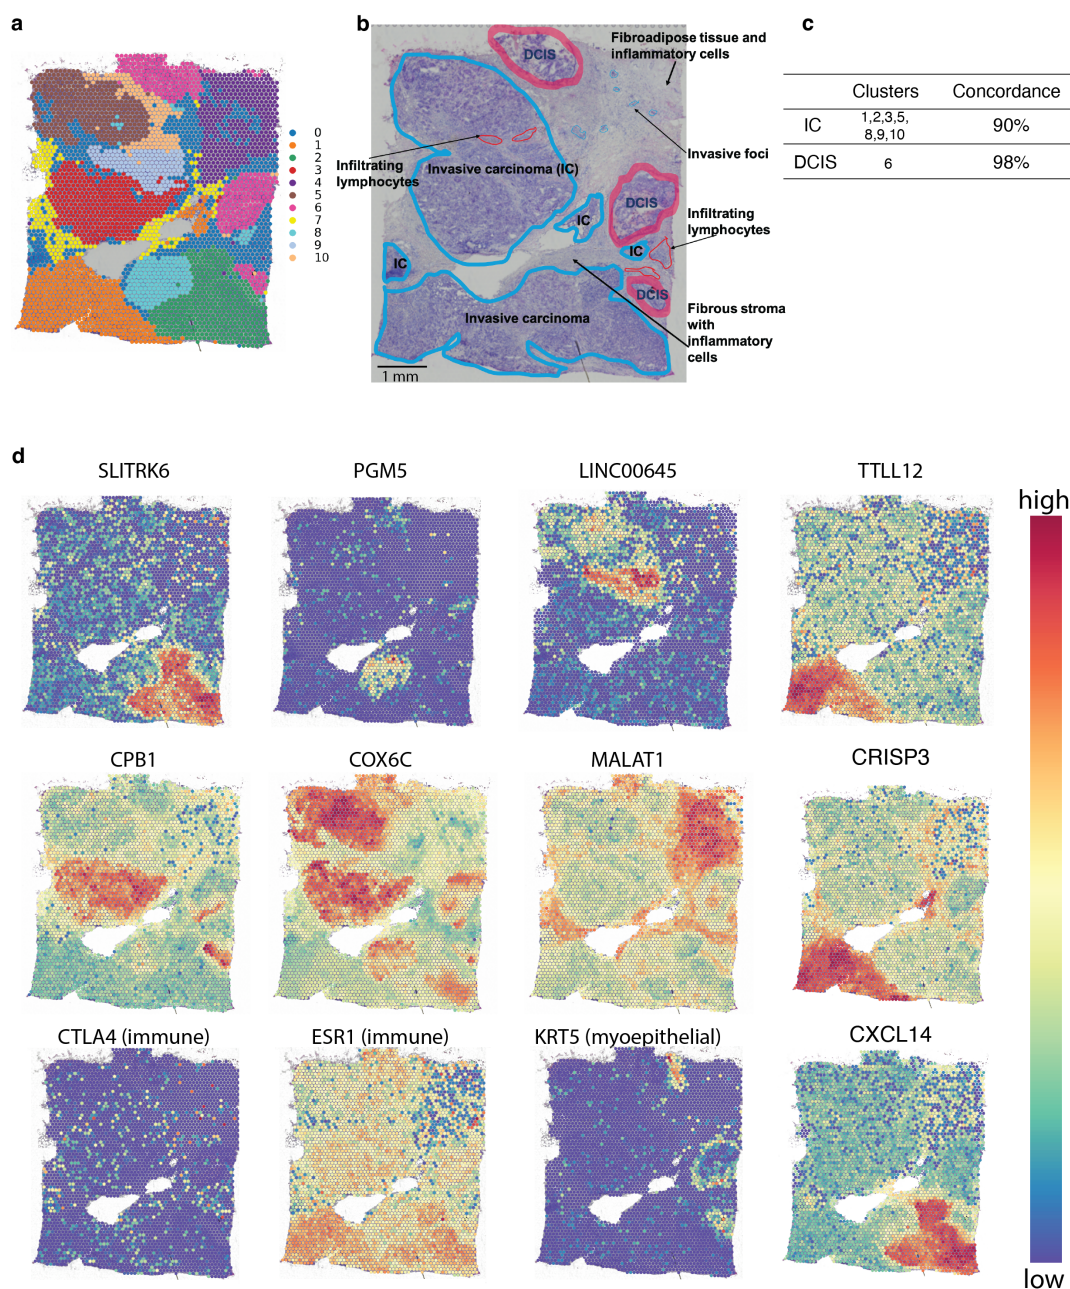 a
0
1
2
3
4
5
6
7
8
9
10
b
DCIS
Fibroadipose tissue and
inflammatory cells
Infiltrating
lymphocytes
Invasive carcinoma (IC)
Invasive foci
DCIS
IC
Infiltrating
lymphocytes
IC
IC
DCIS
Invasive carcinoma
Fibrous stroma
with
inflammatory
cells
1 mm
c
Clusters Concordance
IC 1,2,3,5,
8,9,10 90%
DCIS 6 98%
d
SLITRK6 PGM5 LINC00645 TTLL12
high
CPB1 COX6C MALAT1 CRISP3
CTLA4 (immune) ESR1 (immune) KRT5 (myoepithelial) CXCL14
low